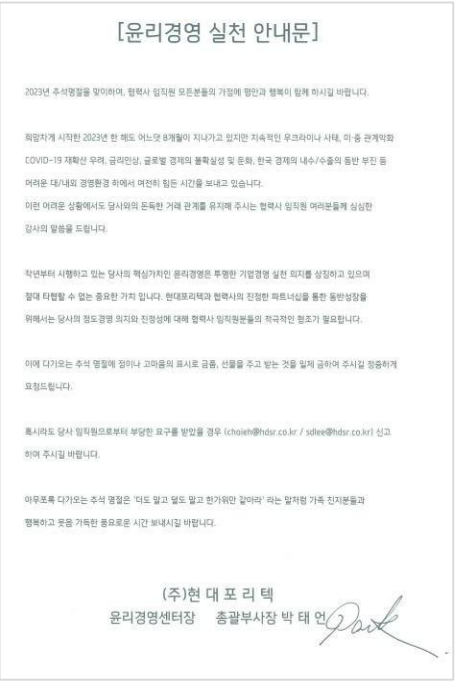 [윤리경영 실천 안내문]
2023년 추석명절을 맞이하여, 협력사 임직원 모든분들의 가정에 평안과 행복이 함께 하시길 바랍니다.
희망차게 시작한 2023년 한 해도 어느덧 8개월이 지나가고 있지만 지속적인 우크라이나 사태, 미·중 관계악화
COVID-19 재확산 우려, 금리인상, 글로벌 경제의 불확실성 및 둔화, 한국 경제의 내수/수출의 동반 부진 등
어려운 대/내외 경영환경 하에서 여전히 힘든 시간을 보내고 있습니다.
이런 어려운 상황에서도 당사와의 돈독한 거래 관계를 유지해 주시는 협력사 임직원 여러분들께 심심한
감사의 말씀을 드립니다.
작년부터 시행하고 있는 당사의 핵심가치인 윤리경영은 투명한 기업경영 실천 의지를 상징하고 있으며
절대 타협할 수 없는 중요한 가치 입니다. 현대포리텍과 협력사의 진정한 파트너십을 통한 동반성장을
위해서는 당사의 정도경영 의지와 진정성에 대해 협력사 임직원분들의 적극적인 협조가 필요합니다.
이에 다가오는 추석 명절에 정이나 고마움의 표시로 금품, 선물을 주고 받는 것을 일체 금하여 주시길 정중하게
요청드립니다.
혹시라도 당사 임직원으로부터 부당한 요구를 받았을 경우 (choieh@hdsr.co.kr / sdlee@hdsr.co.kr) 신고
하여 주시길 바랍니다.
아무쪼록 다가오는 추석 명절은 '더도 말고 덜도 말고 한가위만 같아라' 라는 말처럼 가족 친지분들과
행복하고 웃음 가득한 풍요로운 시간 보내시길 바랍니다.
(주)현 대 포 리 텍
윤리경영센터장 총괄부사장 박 태 언 Park